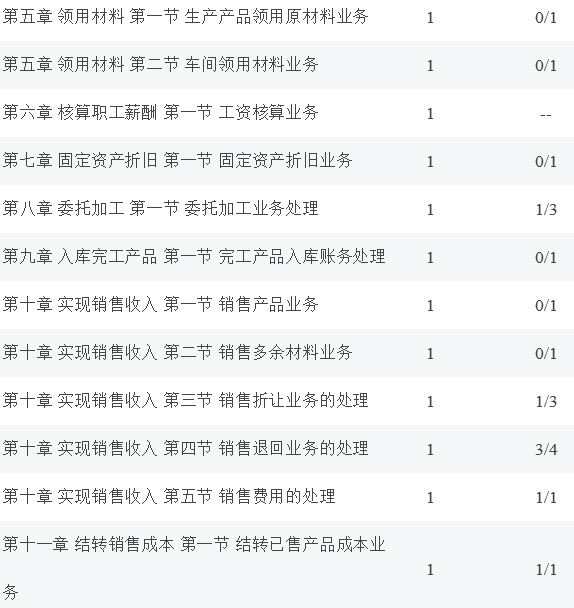 第五章 领用材料 第一节 生产产品领用原材料业务 1 0/1
第五章 领用材料 第二节 车间领用材料业务 1 0/1
第六章 核算职工薪酬 第一节 工资核算业务 1 --
第七章 固定资产折旧 第一节 固定资产折旧业务 1 0/1
第八章 委托加工 第一节 委托加工业务处理 1 1/3
第九章 入库完工产品 第一节 完工产品入库账务处理 1 0/1
第十章 实现销售收入 第一节 销售产品业务 1 0/1
第十章 实现销售收入 第二节 销售多余材料业务 1 0/1
第十章 实现销售收入 第三节 销售折让业务的处理 1 1/3
第十章 实现销售收入 第四节 销售退回业务的处理 1 3/4
第十章 实现销售收入 第五节 销售费用的处理 1 1/1
第十一章 结转销售成本 第一节 结转已售产品成本业
务 1 1/1